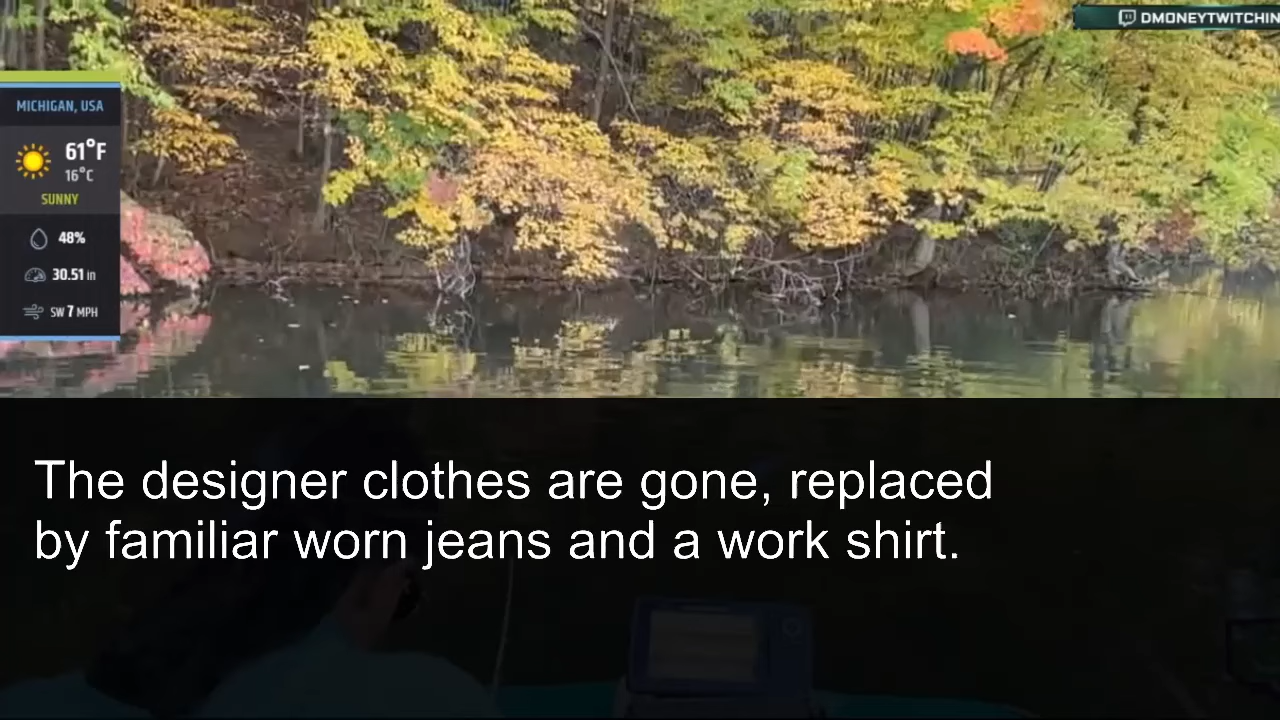 DMONEYTWITCHIN
MICHIGAN, USA
61°F
16°C
SUNNY
48%
30.51 in
SW 7 MPH
The designer clothes are gone, replaced
by familiar worn jeans and a work shirt.